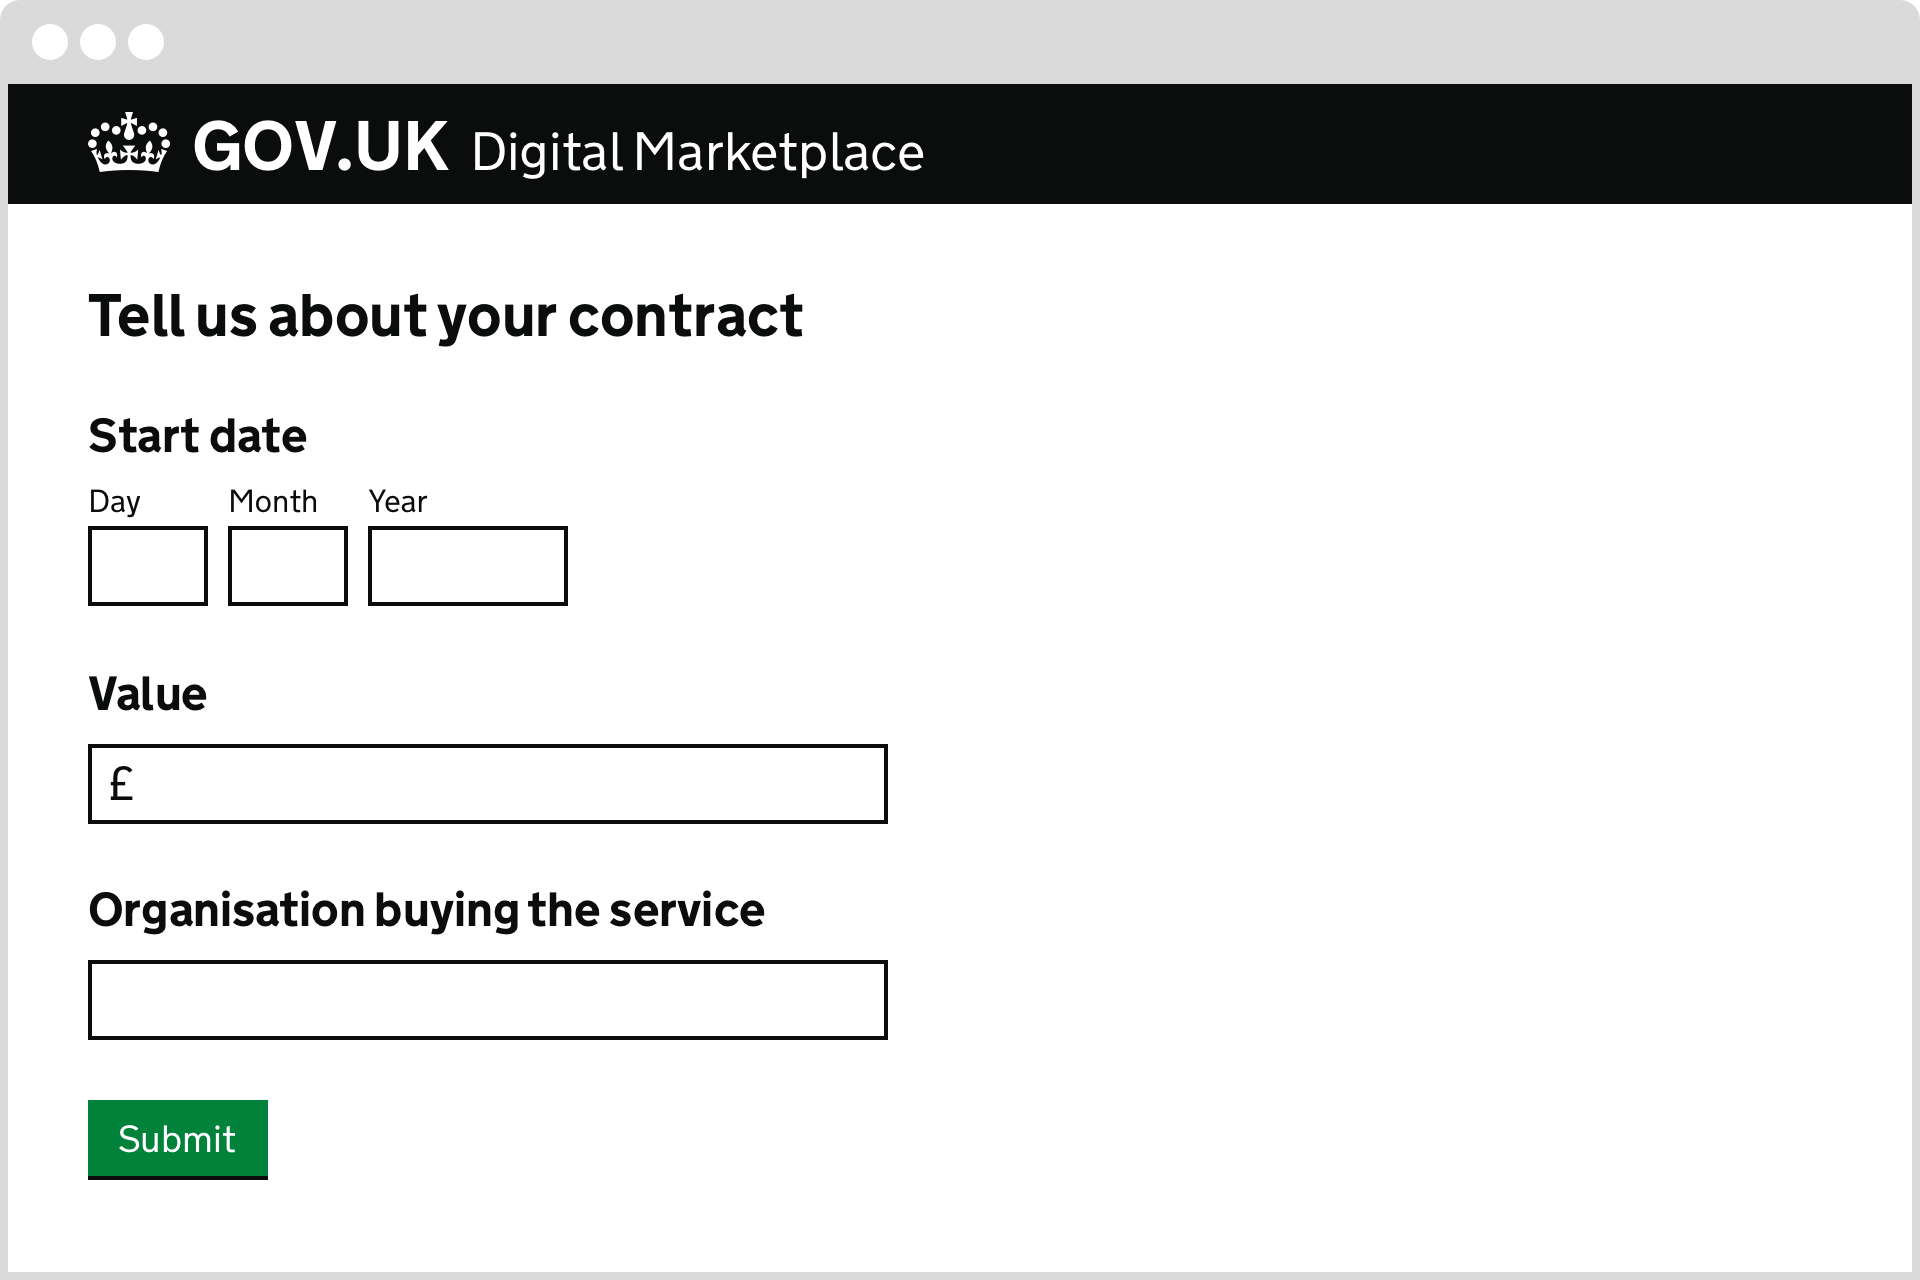 GOV.UK Digital Marketplace
Tell us about your contract
Start date
Day Month Year
Value
£
Organisation buying the service
Submit